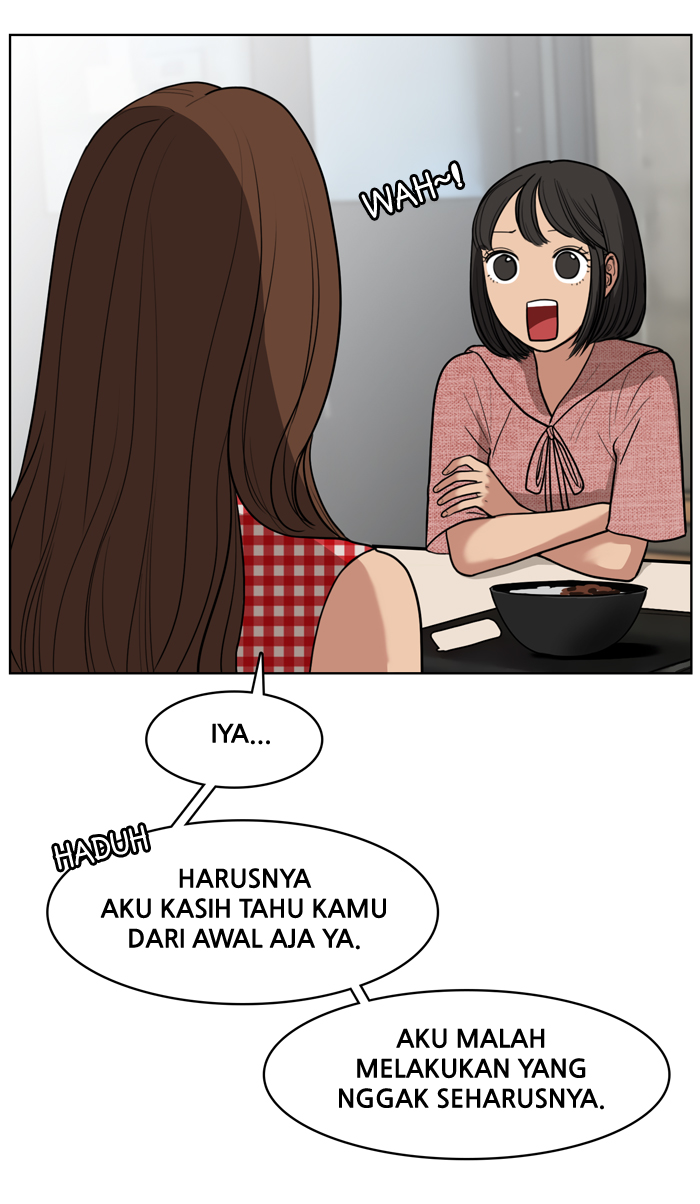 WAH~!
IYA...
HADUH
HARUSNYA
AKU KASIH TAHU KAMU
DARI AWAL AJA YA.
AKU MALAH
MELAKUKAN YANG
NGGAK SEHARUSNYA.